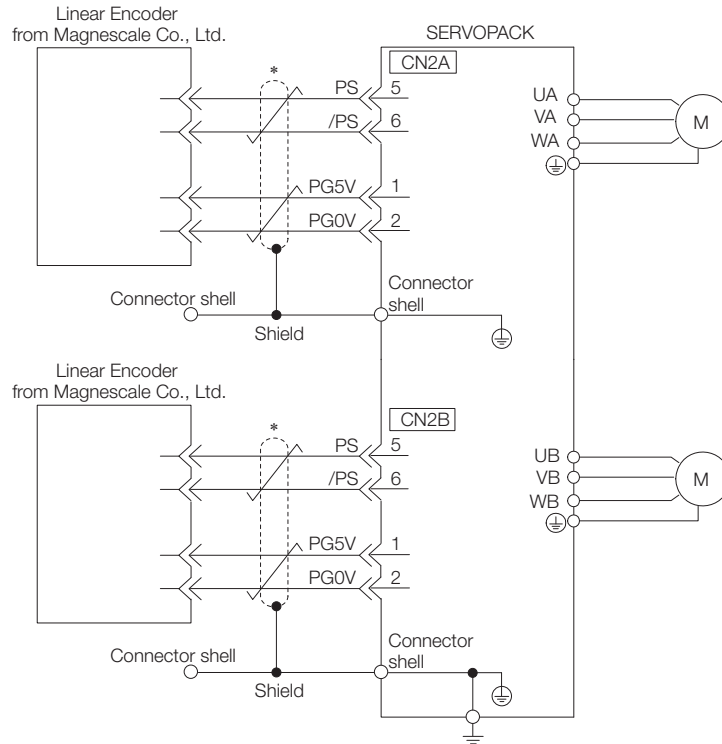 Linear Encoder
from Magnescale Co., Ltd.
SERVOPACK
*
CN2A
PS
5
/PS
6
PG5V
1
PG0V
2
UA
VA
WA
M
Connector shell
Shield
Connector
shell
Linear Encoder
from Magnescale Co., Ltd.
*
CN2B
PS
5
/PS
6
PG5V
1
PG0V
2
UB
VB
WB
M
Connector shell
Shield
Connector
shell